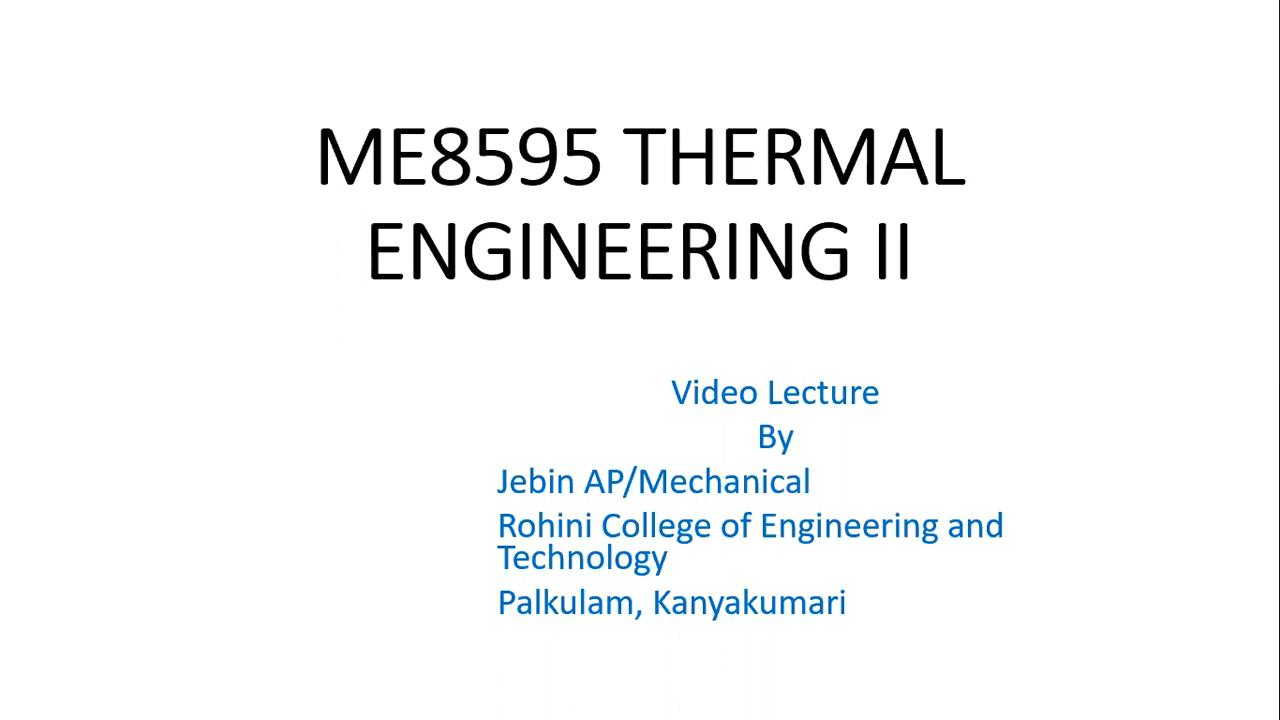 ME8595 THERMAL
ENGINEERING II
Video Lecture
By
Jebin AP/Mechanical
Rohini College of Engineering and
Technology
Palkulam, Kanyakumari